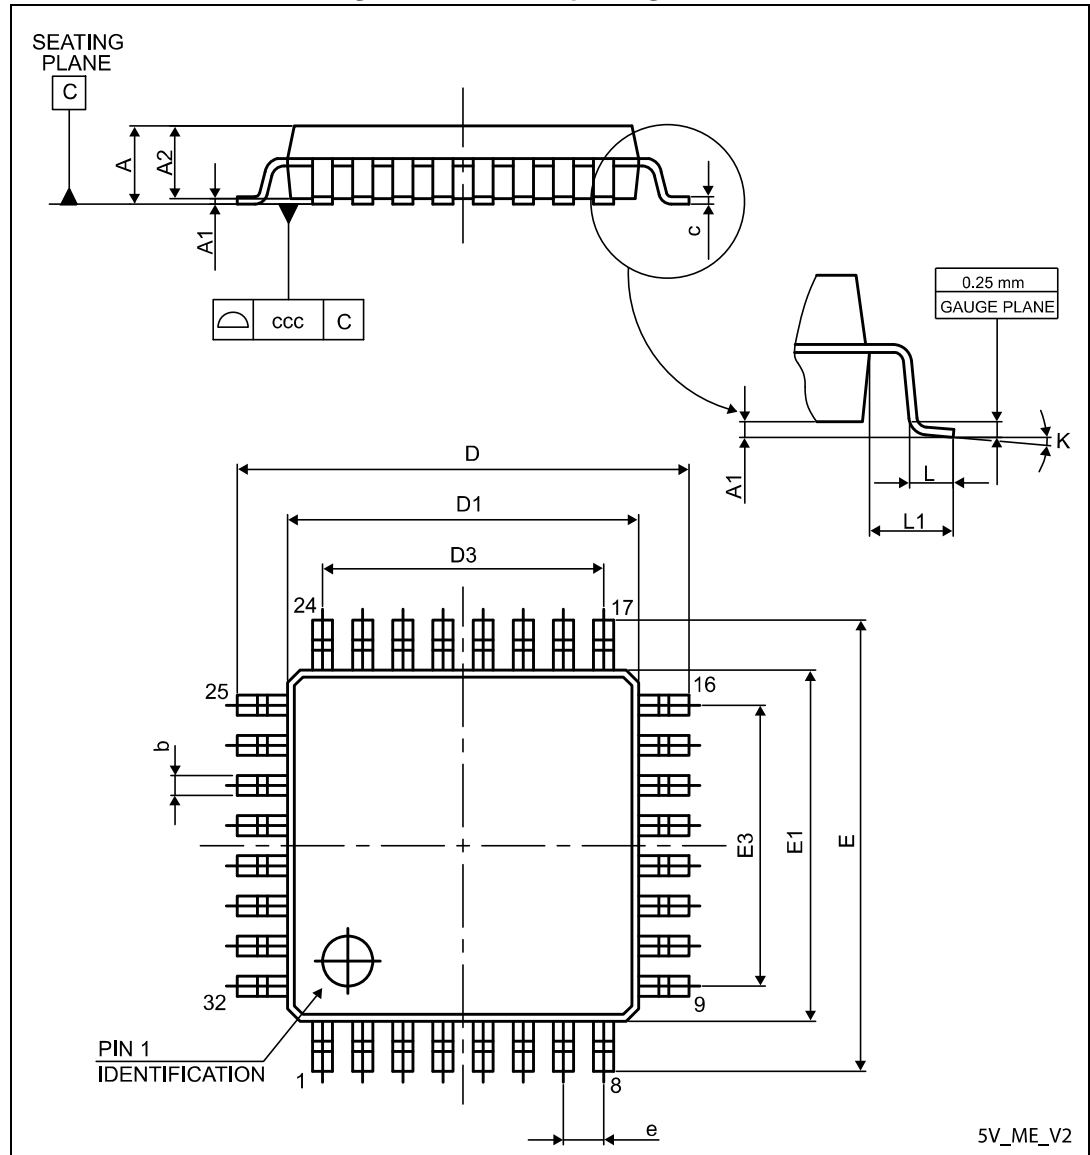 SEATING
PLANE
C
A
A2
A1
c
ccc
C
0.25 mm
GAUGE PLANE
K
A1
L
L1
D
D1
D3
24
17
25
16
b
E3
E1
E
32
9
PIN 1
IDENTIFICATION
1
8
e
5V_ME_V2